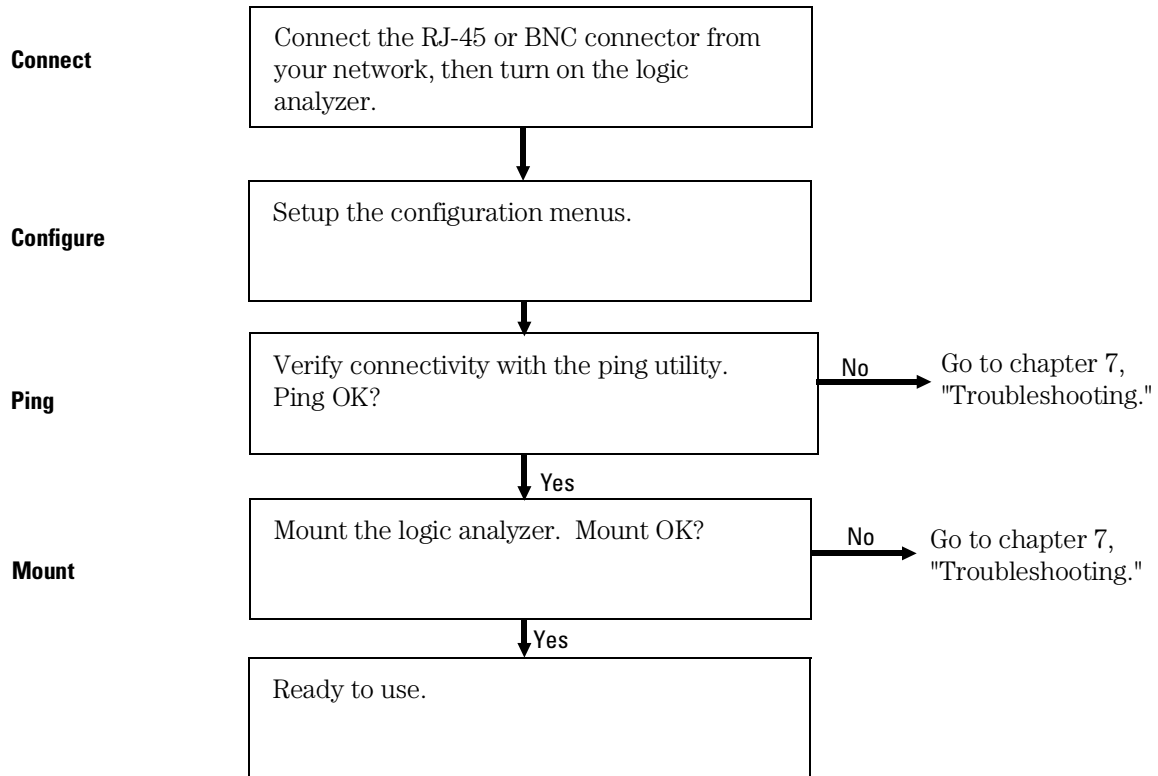 Connect
Connect the RJ-45 or BNC connector from
your network, then turn on the logic
analyzer.
Configure
Setup the configuration menus.
Ping
Verify connectivity with the ping utility.
Ping OK?
No
Go to chapter 7,
"Troubleshooting."
Yes
Mount
Mount the logic analyzer.  Mount OK?
No
Go to chapter 7,
"Troubleshooting."
Yes
Ready to use.